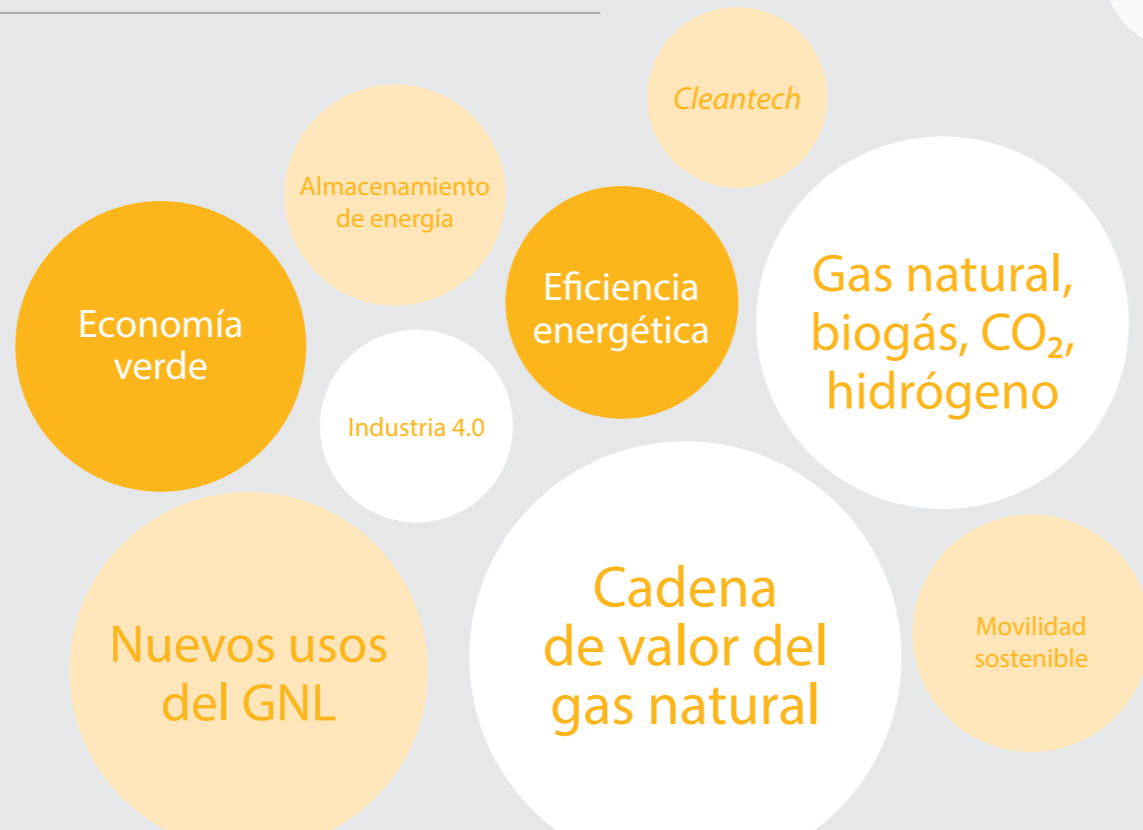 Cleantech
Almacenamiento
de energía
Eficiencia
energética
Gas natural,
biogás, CO₂,
hidrógeno
Economía
verde
Industria 4.0
Nuevos usos
del GNL
Cadena
de valor del
gas natural
Movilidad
sostenible